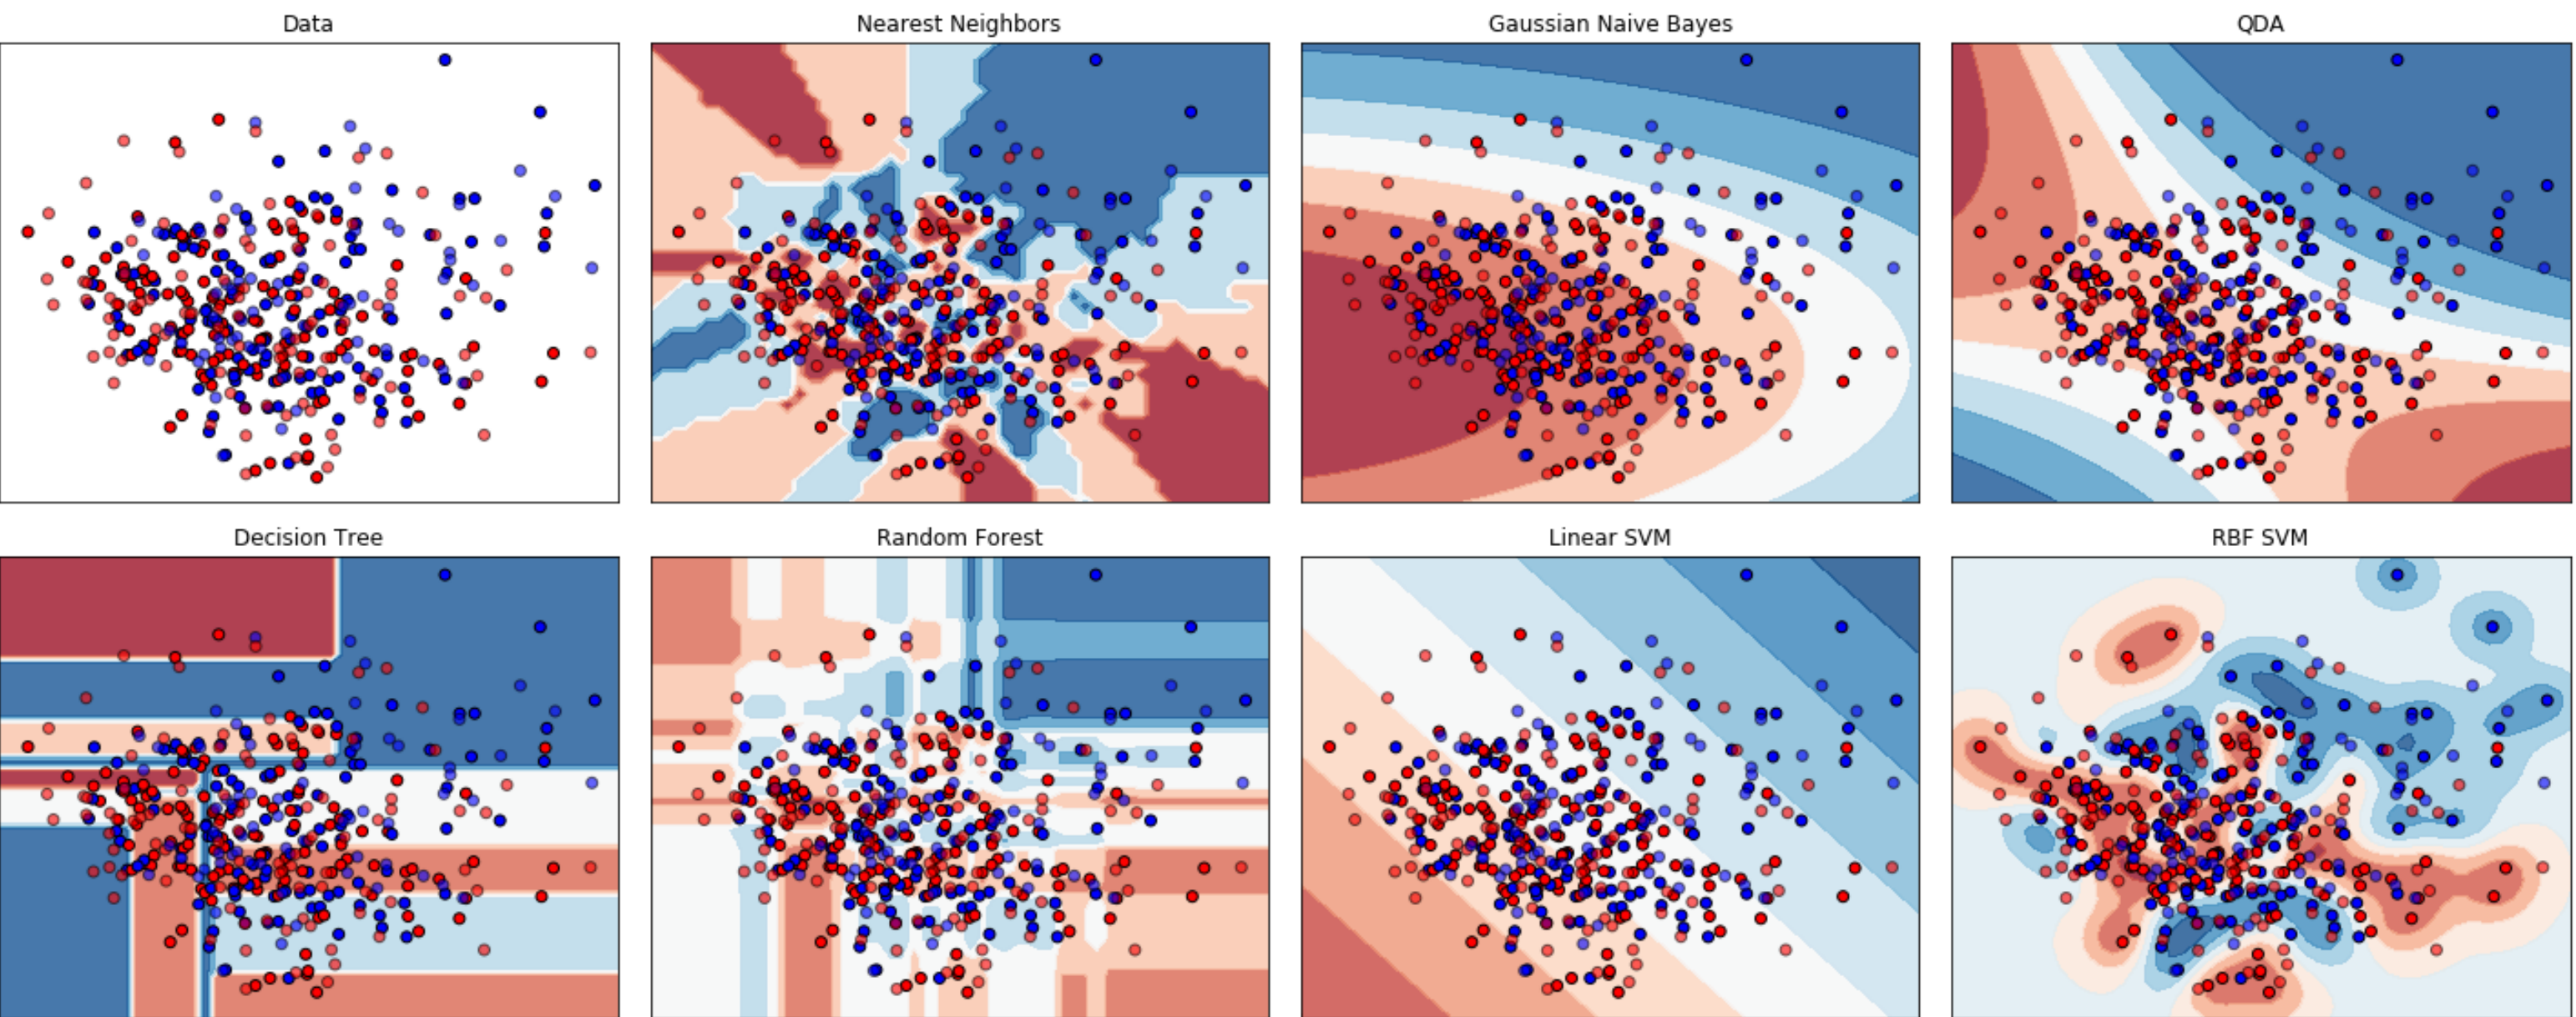 Data
Nearest Neighbors
Gaussian Naive Bayes
QDA
Decision Tree
Random Forest
Linear SVM
RBF SVM